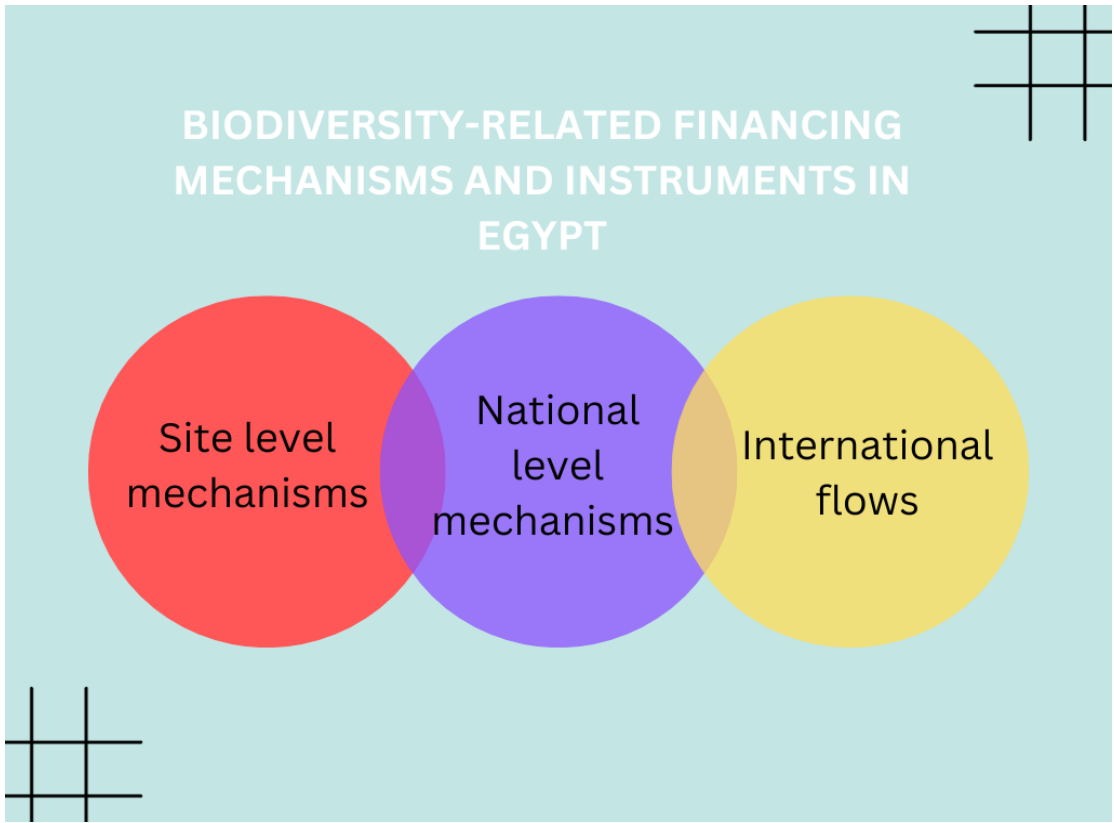 BIODIVERSITY-RELATED FINANCING
MECHANISMS AND INSTRUMENTS IN
EGYPT
Site level
mechanisms
National
level
mechanisms
International
flows